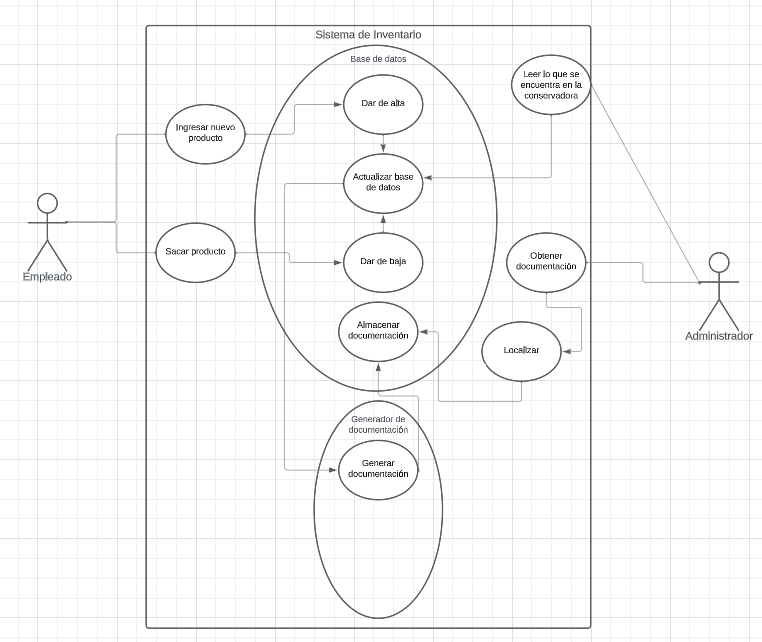 Sistema de Inventario
Base de datos
Leer lo que se
encuentra en la
conservadora
Dar de alta
Ingresar nuevo
producto
Actualizar base
de datos
Sacar producto
Dar de baja
Obtener
documentación
Empleado
Almacenar
documentación
Localizar
Administrador
Generador de
documentación
Generar
documentación